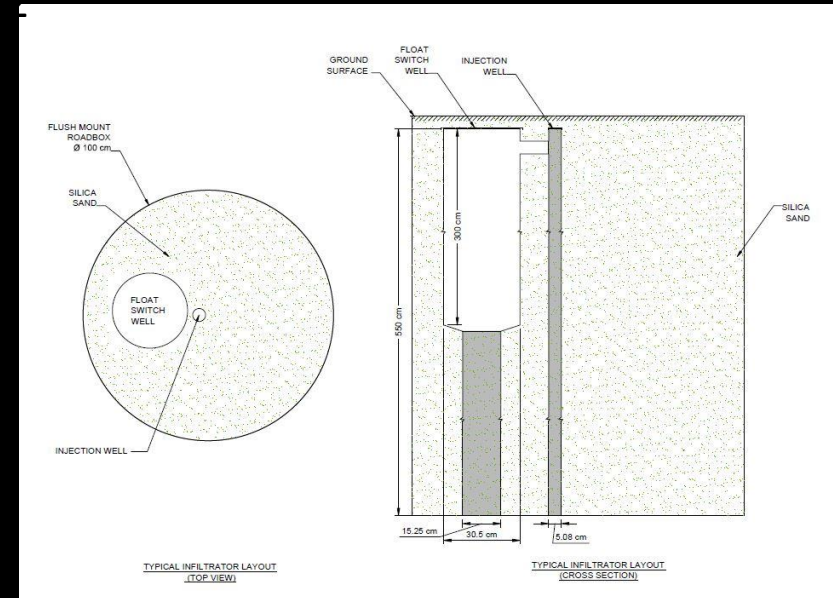 FLUSH MOUNT
ROADBOX
Ø 100 cm
SILICA
SAND
FLOAT
SWITCH
WELL
INJECTION WELL
TYPICAL INFILTRATOR LAYOUT
(TOP VIEW)
GROUND
SURFACE
FLOAT
SWITCH
WELL
INJECTION
WELL
SILICA
SAND
300 cm
550 cm
15.25 cm
30.5 cm
5.08 cm
TYPICAL INFILTRATOR LAYOUT
(CROSS SECTION)